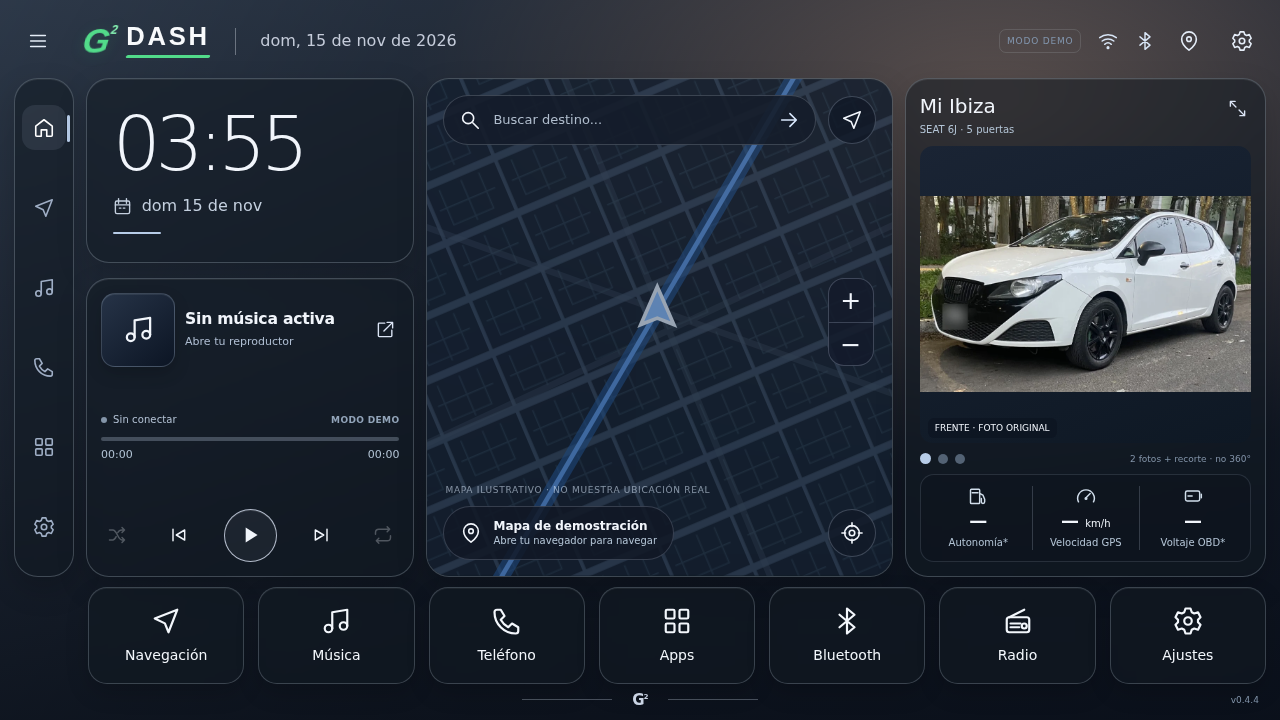 G² DASH
dom, 15 de nov de 2026
MODO DEMO
03:55
dom 15 de nov
Sin música activa
Abre tu reproductor
Sin conectar
MODO DEMO
00:00
00:00
Buscar destino...
+
−
MAPA ILUSTRATIVO · NO MUESTRA UBICACIÓN REAL
Mapa de demostración
Abre tu navegador para navegar
Mi Ibiza
SEAT 6J · 5 puertas
FRENTE · FOTO ORIGINAL
2 fotos + recorte · no 360°
—
— km/h
—
Autonomía*
Velocidad GPS
Voltaje OBD*
Navegación
Música
Teléfono
Apps
Bluetooth
Radio
Ajustes
G²
v0.4.4